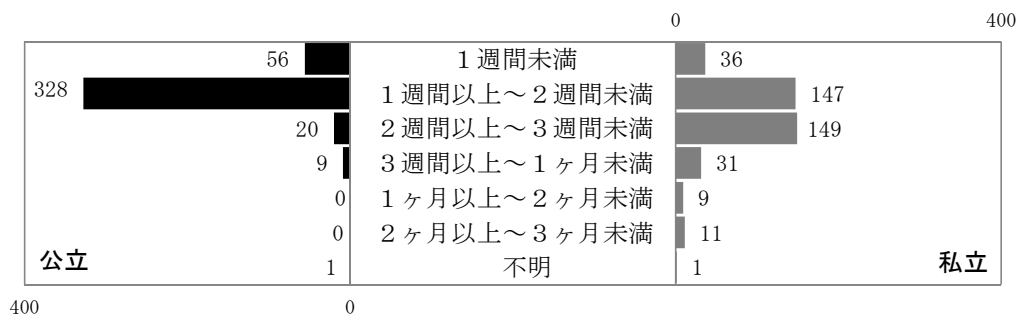 0 400
56 1週間未満 36
328 1週間以上～2週間未満 147
20 2週間以上～3週間未満 149
9 3週間以上～1ヶ月未満 31
0 1ヶ月以上～2ヶ月未満 9
0 2ヶ月以上～3ヶ月未満 11
公立 1 不明 1 私立
400 0